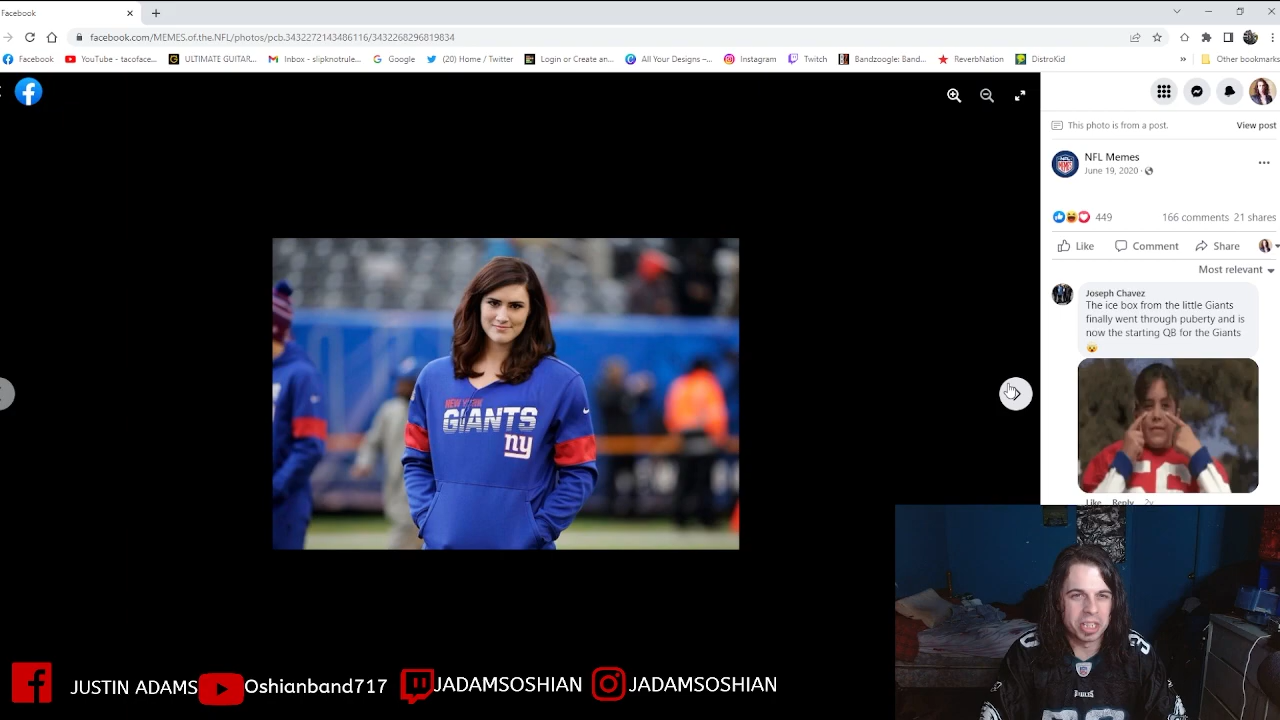 Facebook
facebook.com/MEMES.of.the.NFL/photos/pcb.3432272143486116/3432268296819834
Facebook
YouTube - tacoface...
ULTIMATE GUITAR...
Inbox - slipknotrule...
Google
(20) Home / Twitter
Login or Create an...
All Your Designs –...
Instagram
Twitch
Bandzoogle: Band...
ReverbNation
DistroKid
»
Other bookmarks
This photo is from a post.
View post
NFL Memes
June 19, 2020 ·
449
166 comments 21 shares
Like
Comment
Share
Most relevant
Joseph Chavez
The ice box from the little Giants
finally went through puberty and is
now the starting QB for the Giants
Like Reply 2y
NEW YORK
GIANTS
ny
EAGLES
JUSTIN ADAMS
Oshianband717
JADAMSOSHIAN
JADAMSOSHIAN